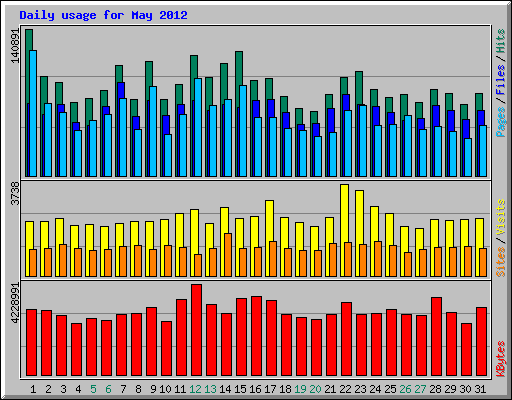 Daily usage for May 2012
140891
Pages/Files/Hits
3738
Sites/Visits
4228991
KBytes
1 2 3 4 5 6 7 8 9 10 11 12 13 14 15 16 17 18 19 20 21 22 23 24 25 26 27 28 29 30 31